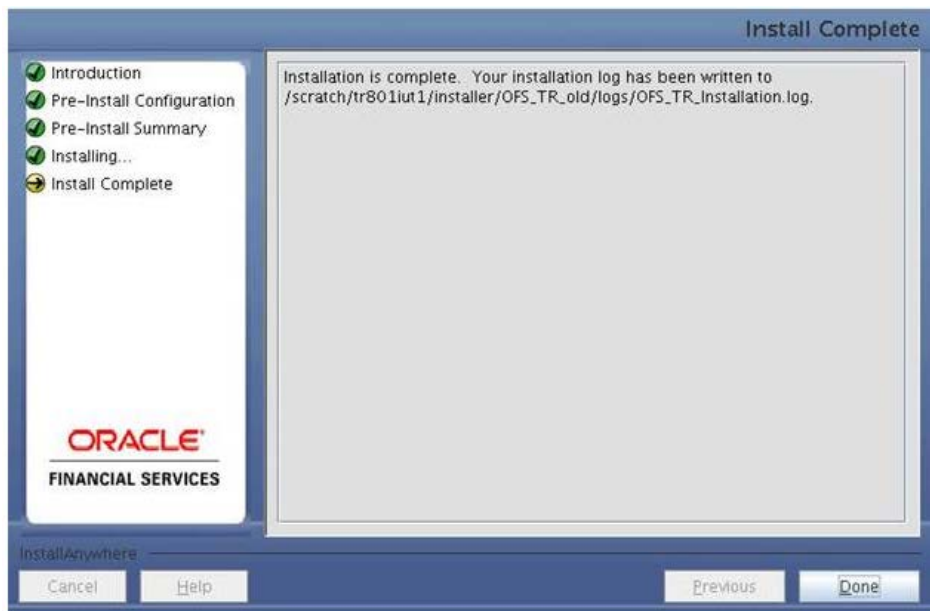 Install Complete
Introduction
Pre-Install Configuration
Pre-Install Summary
Installing...
Install Complete
Installation is complete. Your installation log has been written to
/scratch/tr801iut1/installer/OFS_TR_old/logs/OFS_TR_Installation.log.
ORACLE
FINANCIAL SERVICES
InstallAnywhere
Cancel
Help
Previous
Done